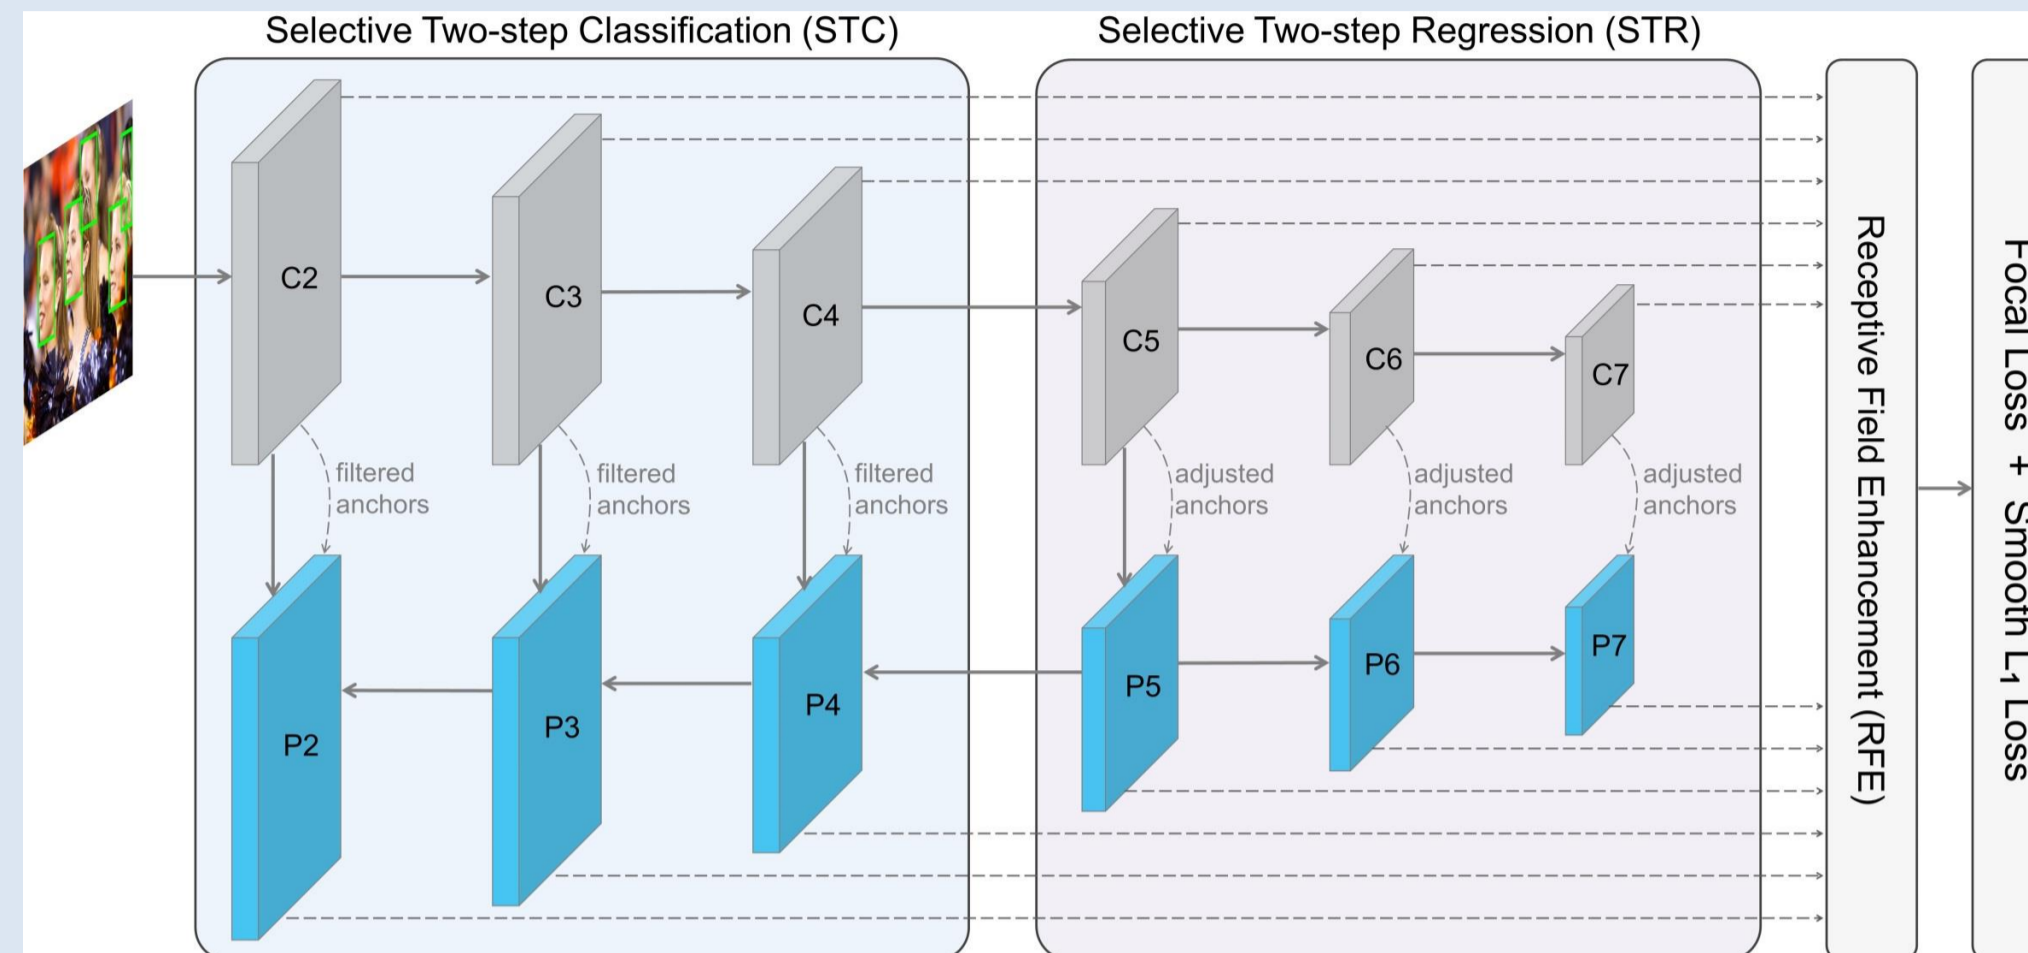 Selective Two-step Classification (STC)
Selective Two-step Regression (STR)
C2
C3
C4
C5
C6
C7
filtered
anchors
filtered
anchors
filtered
anchors
adjusted
anchors
adjusted
anchors
adjusted
anchors
P2
P3
P4
P5
P6
P7
Receptive Field Enhancement (RFE)
Focal Loss + Smooth L₁ Loss